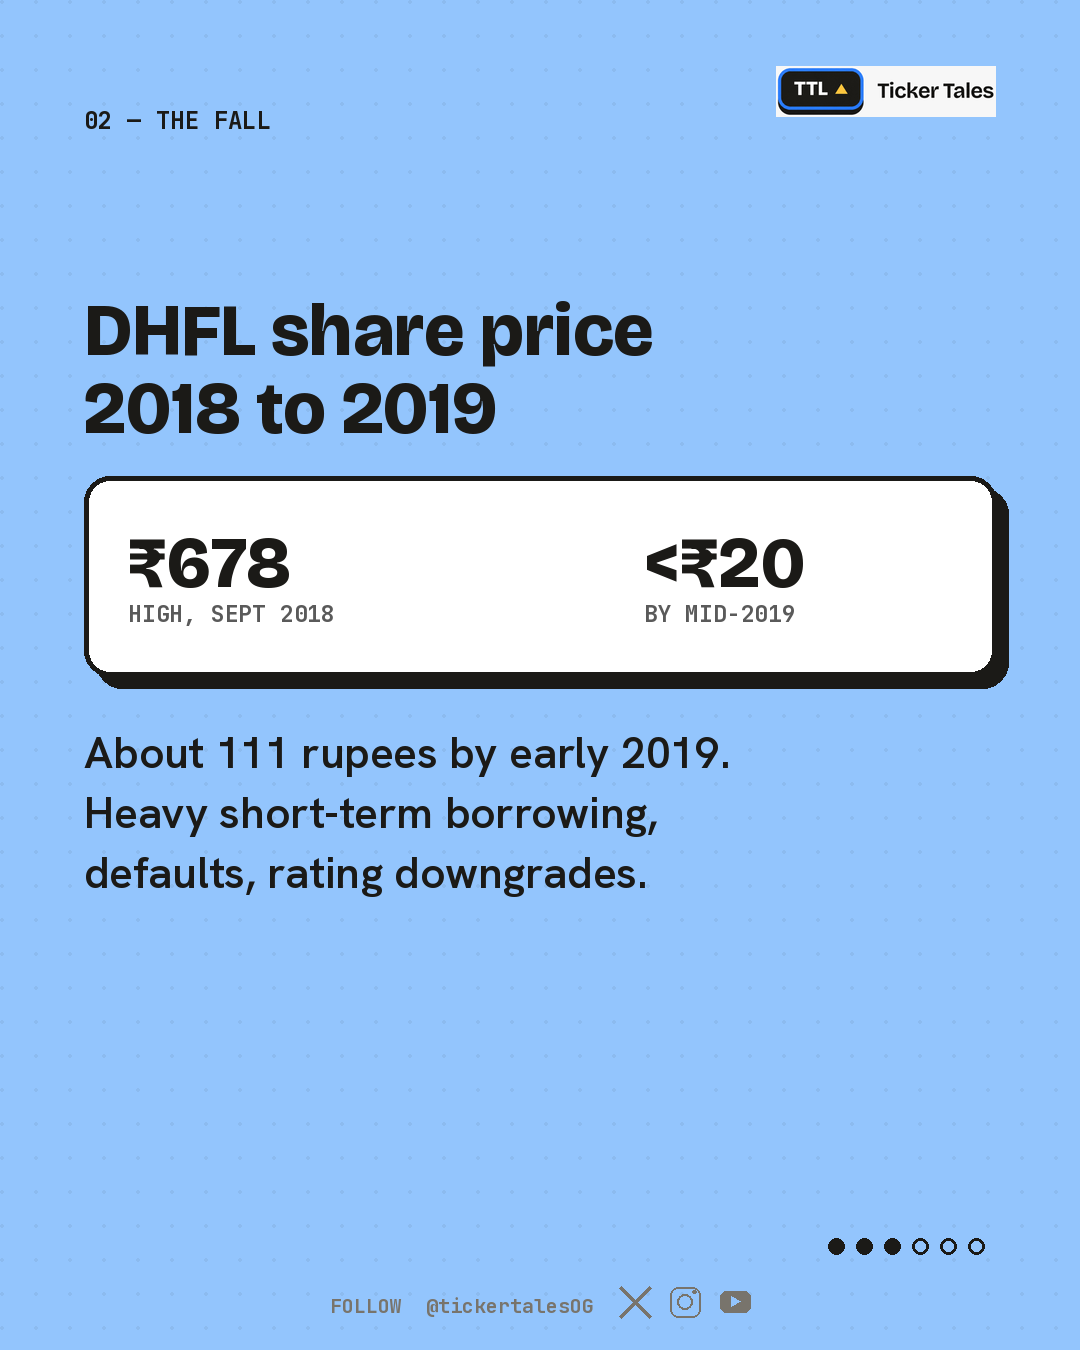 02 — THE FALL
TTL Ticker Tales
DHFL share price
2018 to 2019
₹678
HIGH, SEPT 2018
<₹20
BY MID-2019
About 111 rupees by early 2019.
Heavy short-term borrowing,
defaults, rating downgrades.
FOLLOW @tickertalesOG